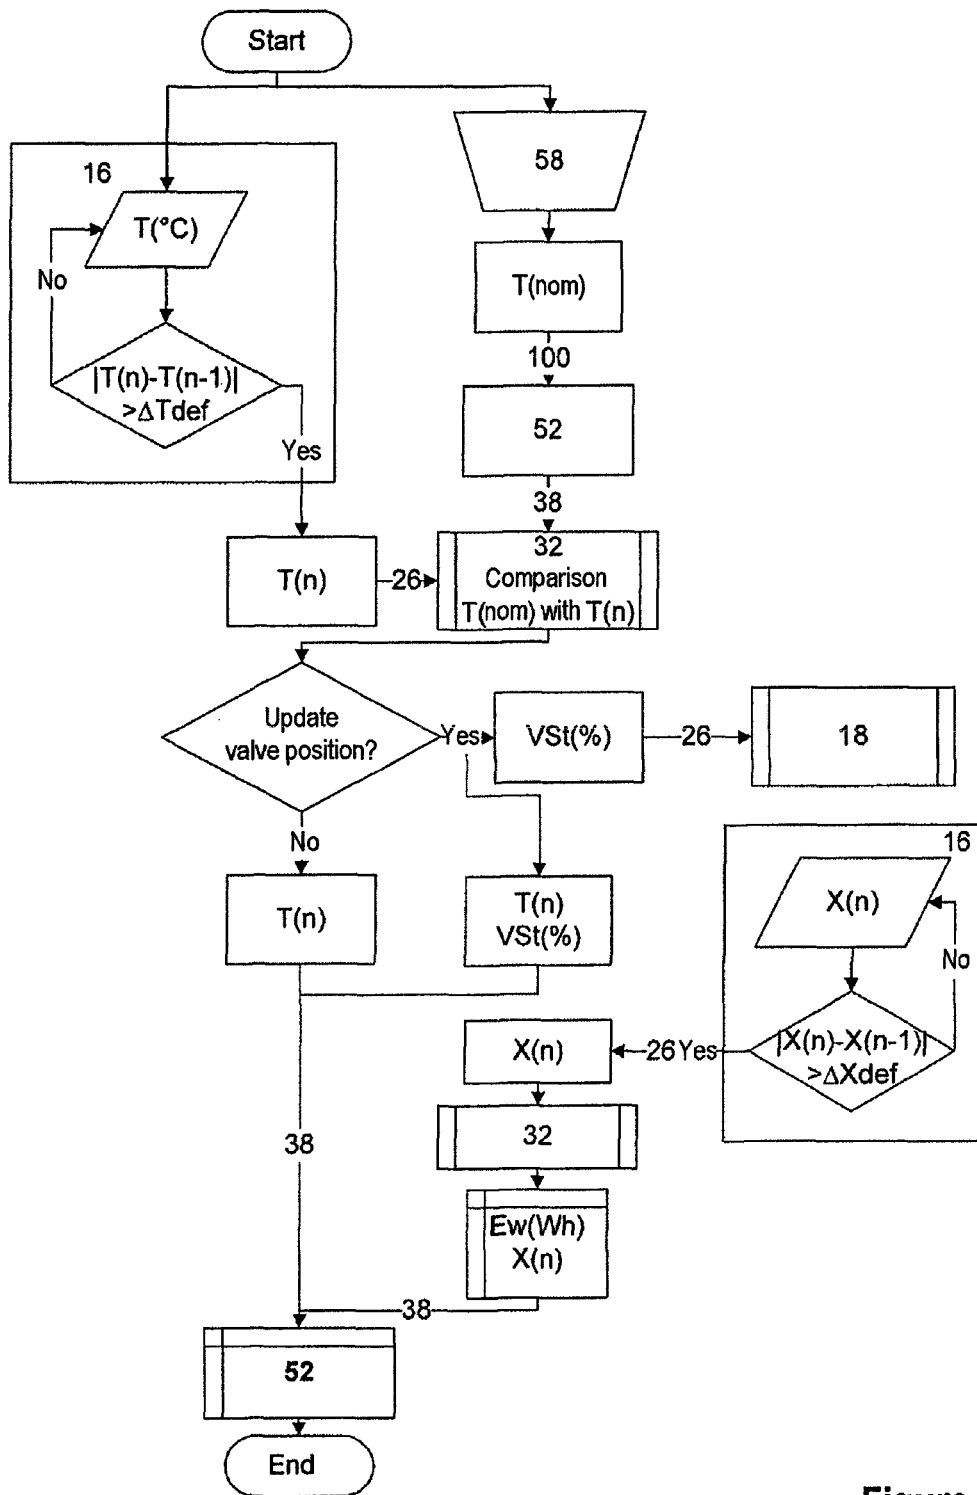 Start
16
58
T(°C)
No
T(nom)
|T(n)-T(n-1)|
>ΔTdef
100
52
Yes
38
T(n)
26
32
Comparison
T(nom) with T(n)
Update
valve position?
Yes
VSt(%)
26
18
No
16
T(n)
T(n)
VSt(%)
X(n)
No
X(n)
26
Yes
|X(n)-X(n-1)|
>ΔXdef
32
38
Ew(Wh)
X(n)
38
52
End